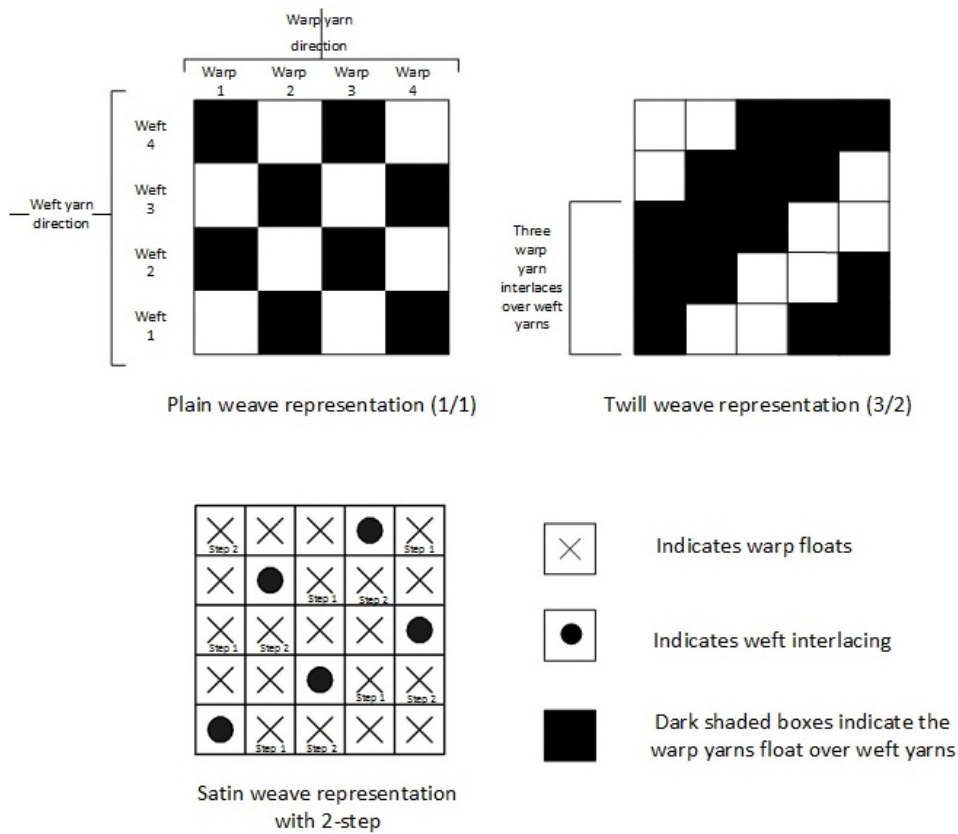 Warp yarn
direction
Warp
1
Warp
2
Warp
3
Warp
4
Weft
4
Weft
3
Weft
2
Weft
1
Weft yarn
direction
Three
warp
yarn
interlaces
over weft
yarns
Plain weave representation (1/1)
Twill weave representation (3/2)
Step 2
Step 1
Step 1
Step 2
Step 1
Step 2
Step 1
Step 2
Step 1
Step 2
Satin weave representation
with 2-step
Indicates warp floats
Indicates weft interlacing
Dark shaded boxes indicate the
warp yarns float over weft yarns